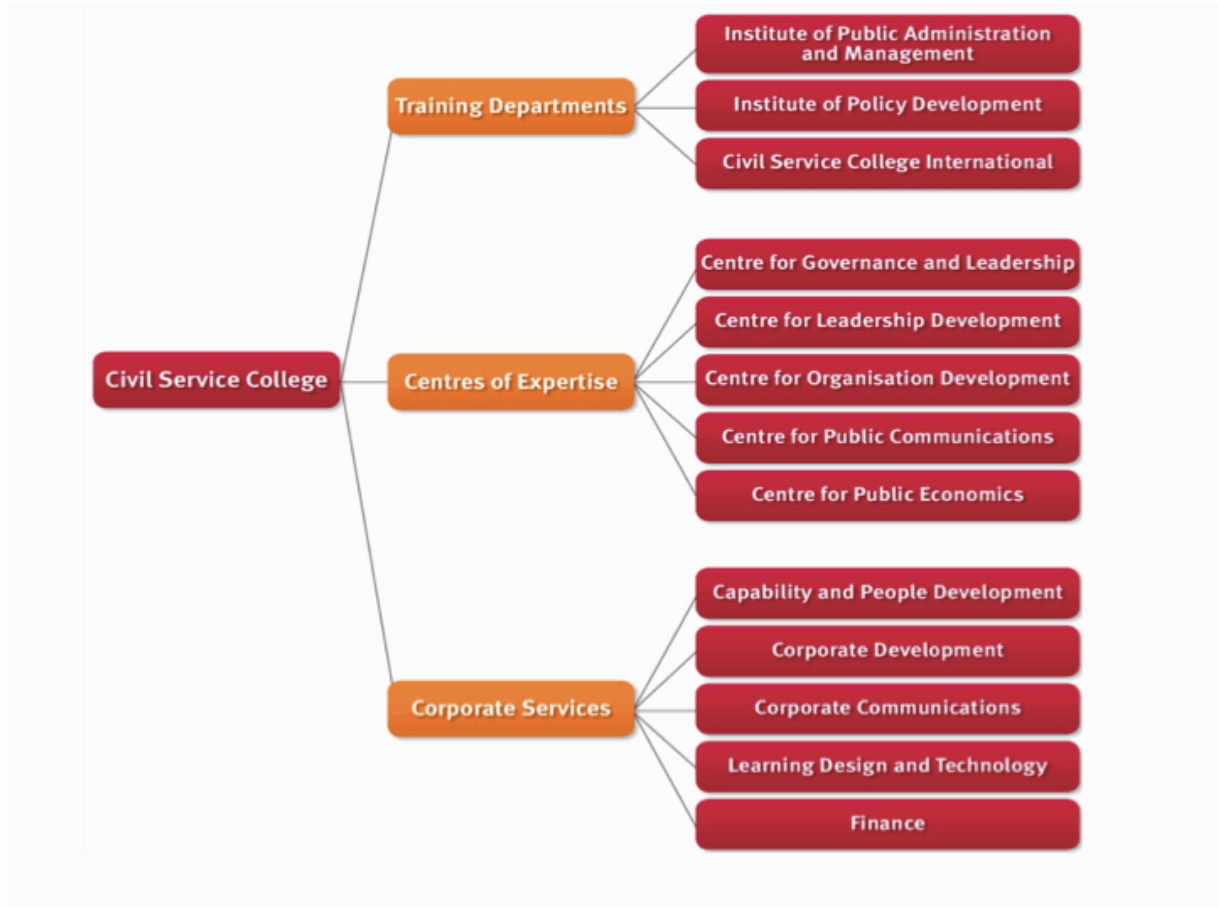 Civil Service College
Training Departments
Institute of Public Administration
and Management
Institute of Policy Development
Civil Service College International
Centres of Expertise
Centre for Governance and Leadership
Centre for Leadership Development
Centre for Organisation Development
Centre for Public Communications
Centre for Public Economics
Corporate Services
Capability and People Development
Corporate Development
Corporate Communications
Learning Design and Technology
Finance